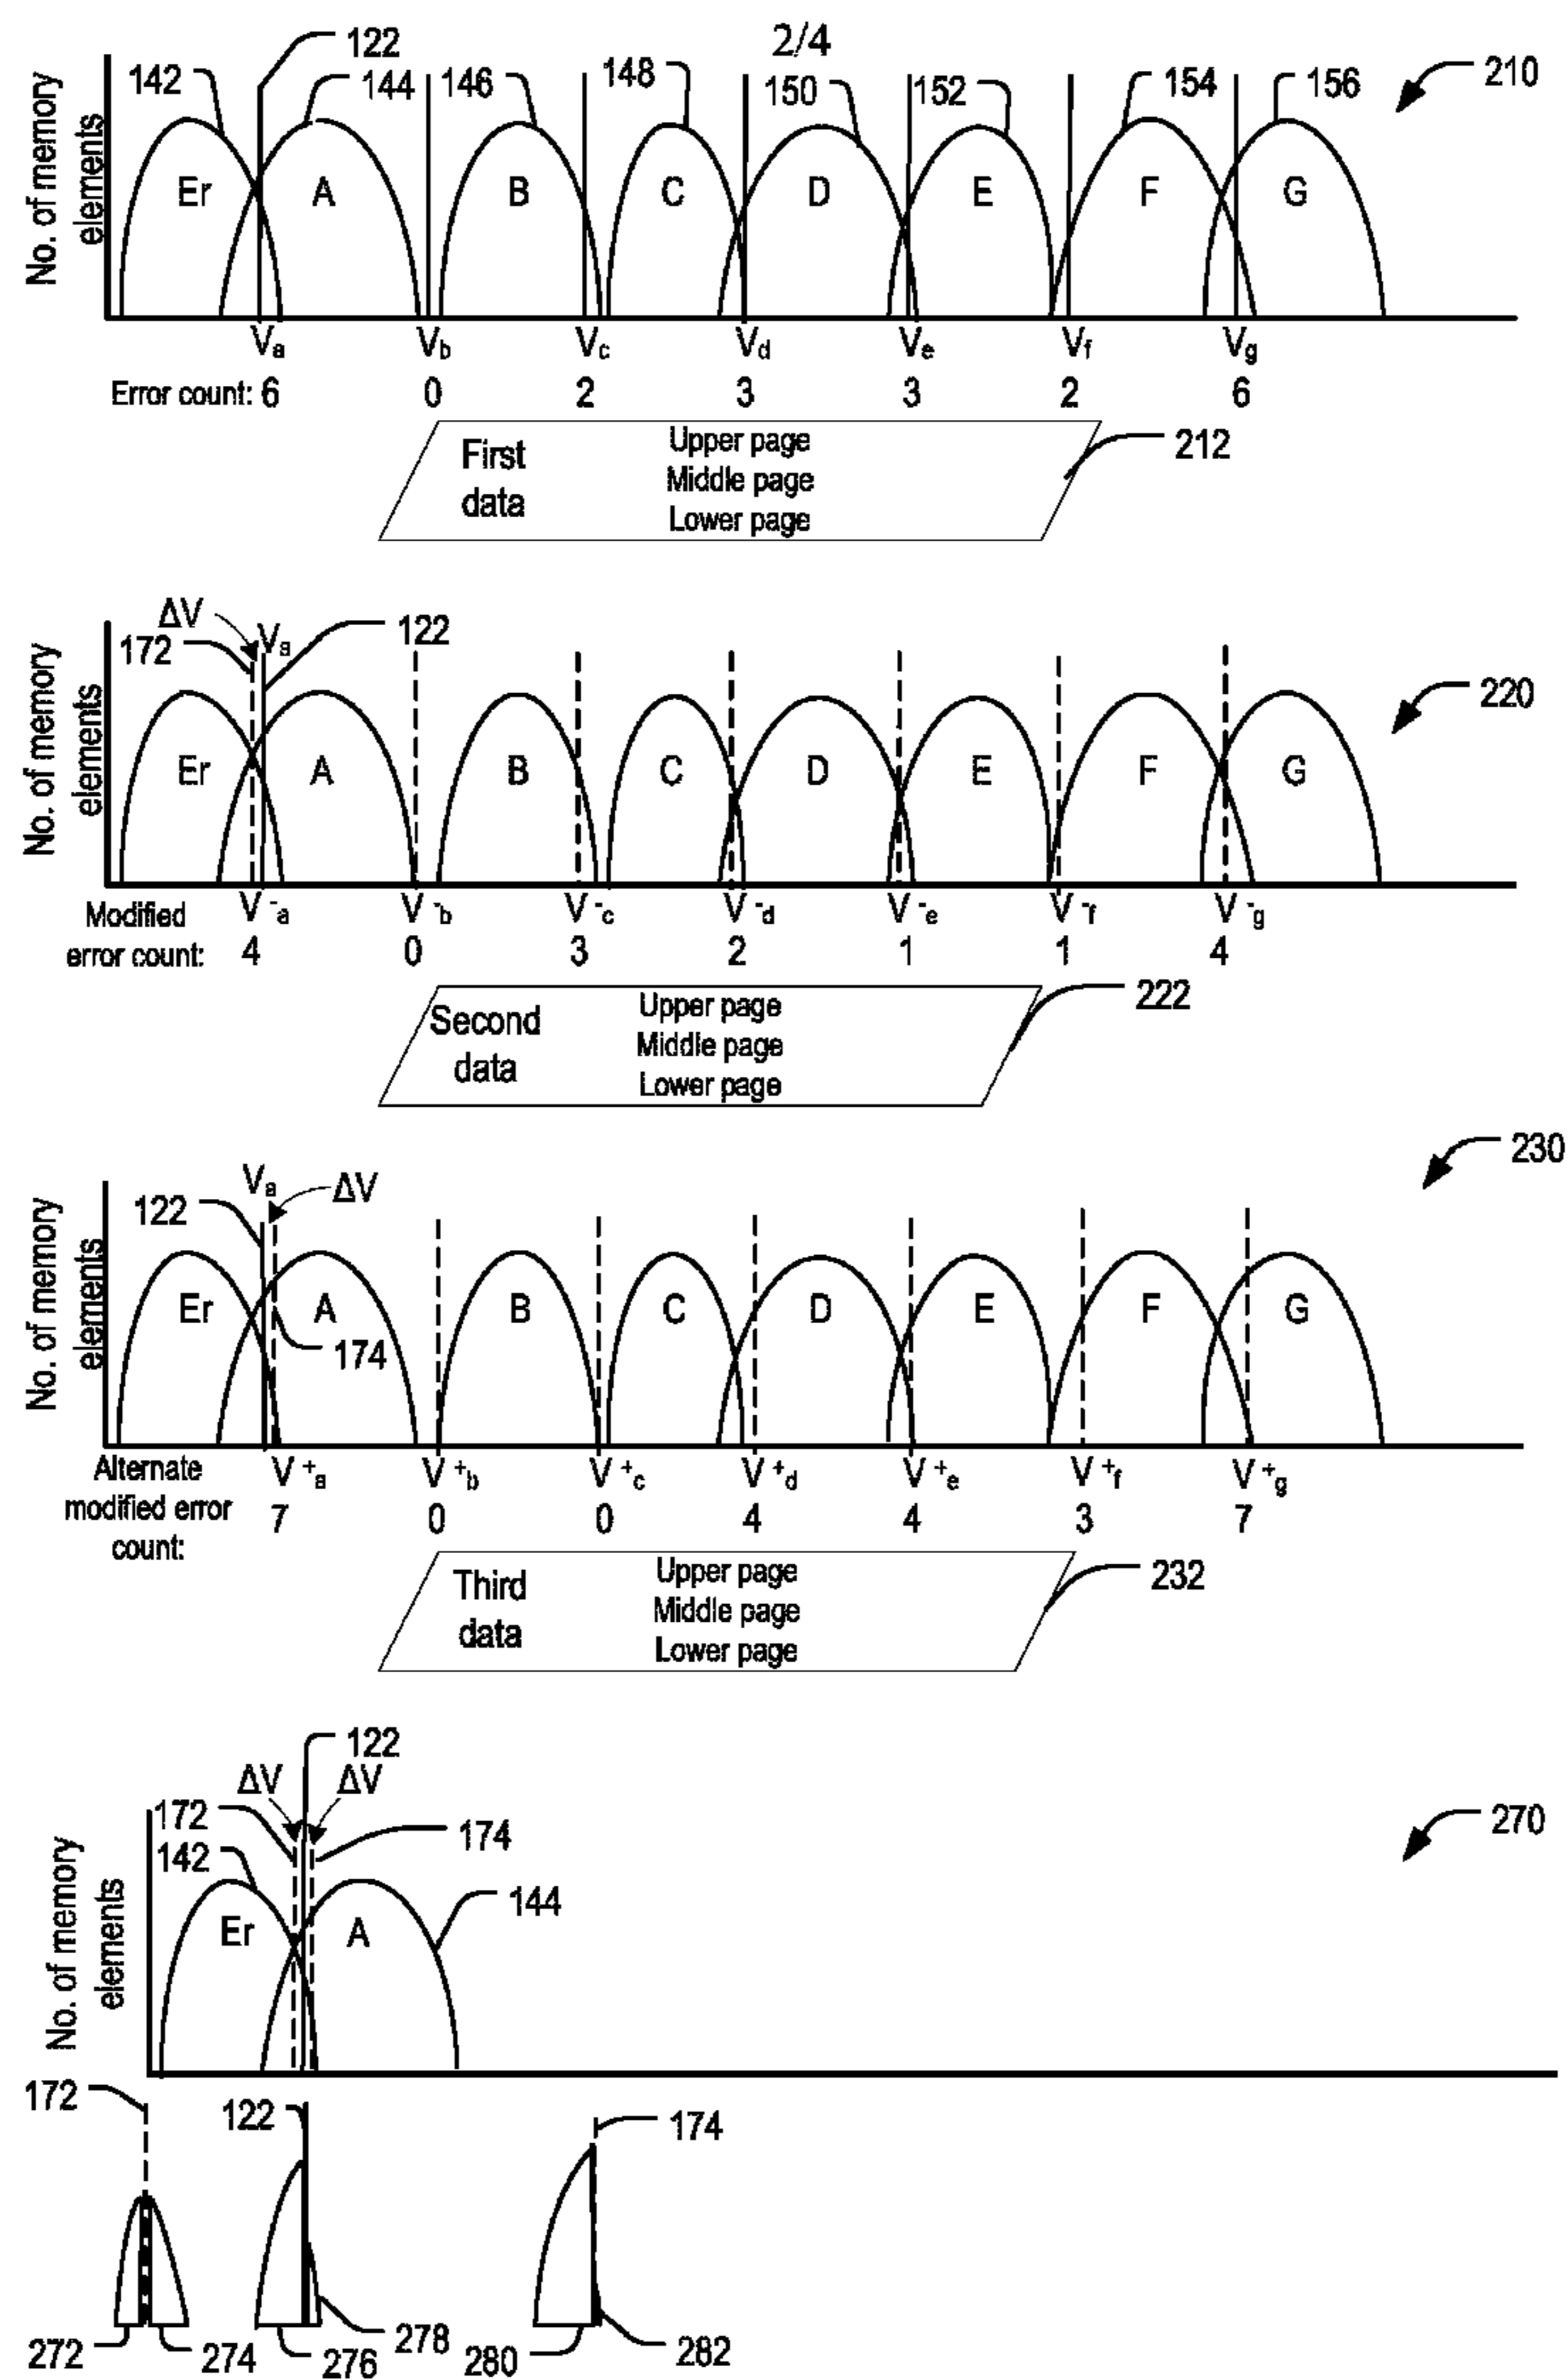 2/4
122
142
144
146
148
150
152
154
156
210
No. of memory
elements
Er A B C D E F G
Va Vb Vc Vd Ve Vf Vg
Error count: 6 0 2 3 3 2 6
First
data
Upper page
Middle page
Lower page
212
ΔV
172
Va
122
220
No. of memory
elements
Er A B C D E F G
V-a V-b V-c V-d V-e V-f V-g
Modified
error count: 4 0 3 2 1 1 4
Second
data
Upper page
Middle page
Lower page
222
230
Va
ΔV
122
No. of memory
elements
Er A B C D E F G
174
V+a V+b V+c V+d V+e V+f V+g
Alternate
modified error
count: 7 0 0 4 4 3 7
Third
data
Upper page
Middle page
Lower page
232
122
ΔV ΔV
172
174
142
144
270
No. of memory
elements
Er A
172
122
174
272
274
276
278
280
282